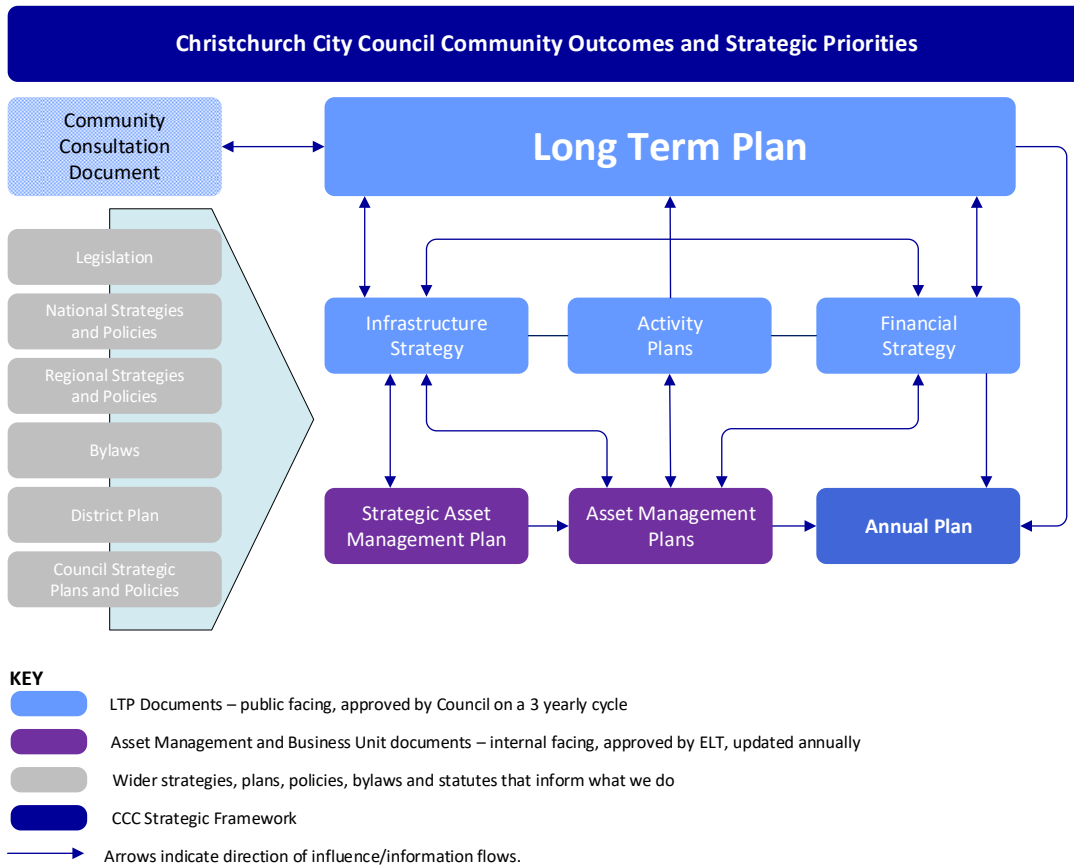 Christchurch City Council Community Outcomes and Strategic Priorities
Community
Consultation
Document
Long Term Plan
Legislation
National Strategies
and Policies
Regional Strategies
and Policies
Bylaws
District Plan
Council Strategic
Plans and Policies
Infrastructure
Strategy
Activity
Plans
Financial
Strategy
Strategic Asset
Management Plan
Asset Management
Plans
Annual Plan
KEY
LTP Documents – public facing, approved by Council on a 3 yearly cycle
Asset Management and Business Unit documents – internal facing, approved by ELT, updated annually
Wider strategies, plans, policies, bylaws and statutes that inform what we do
CCC Strategic Framework
Arrows indicate direction of influence/information flows.